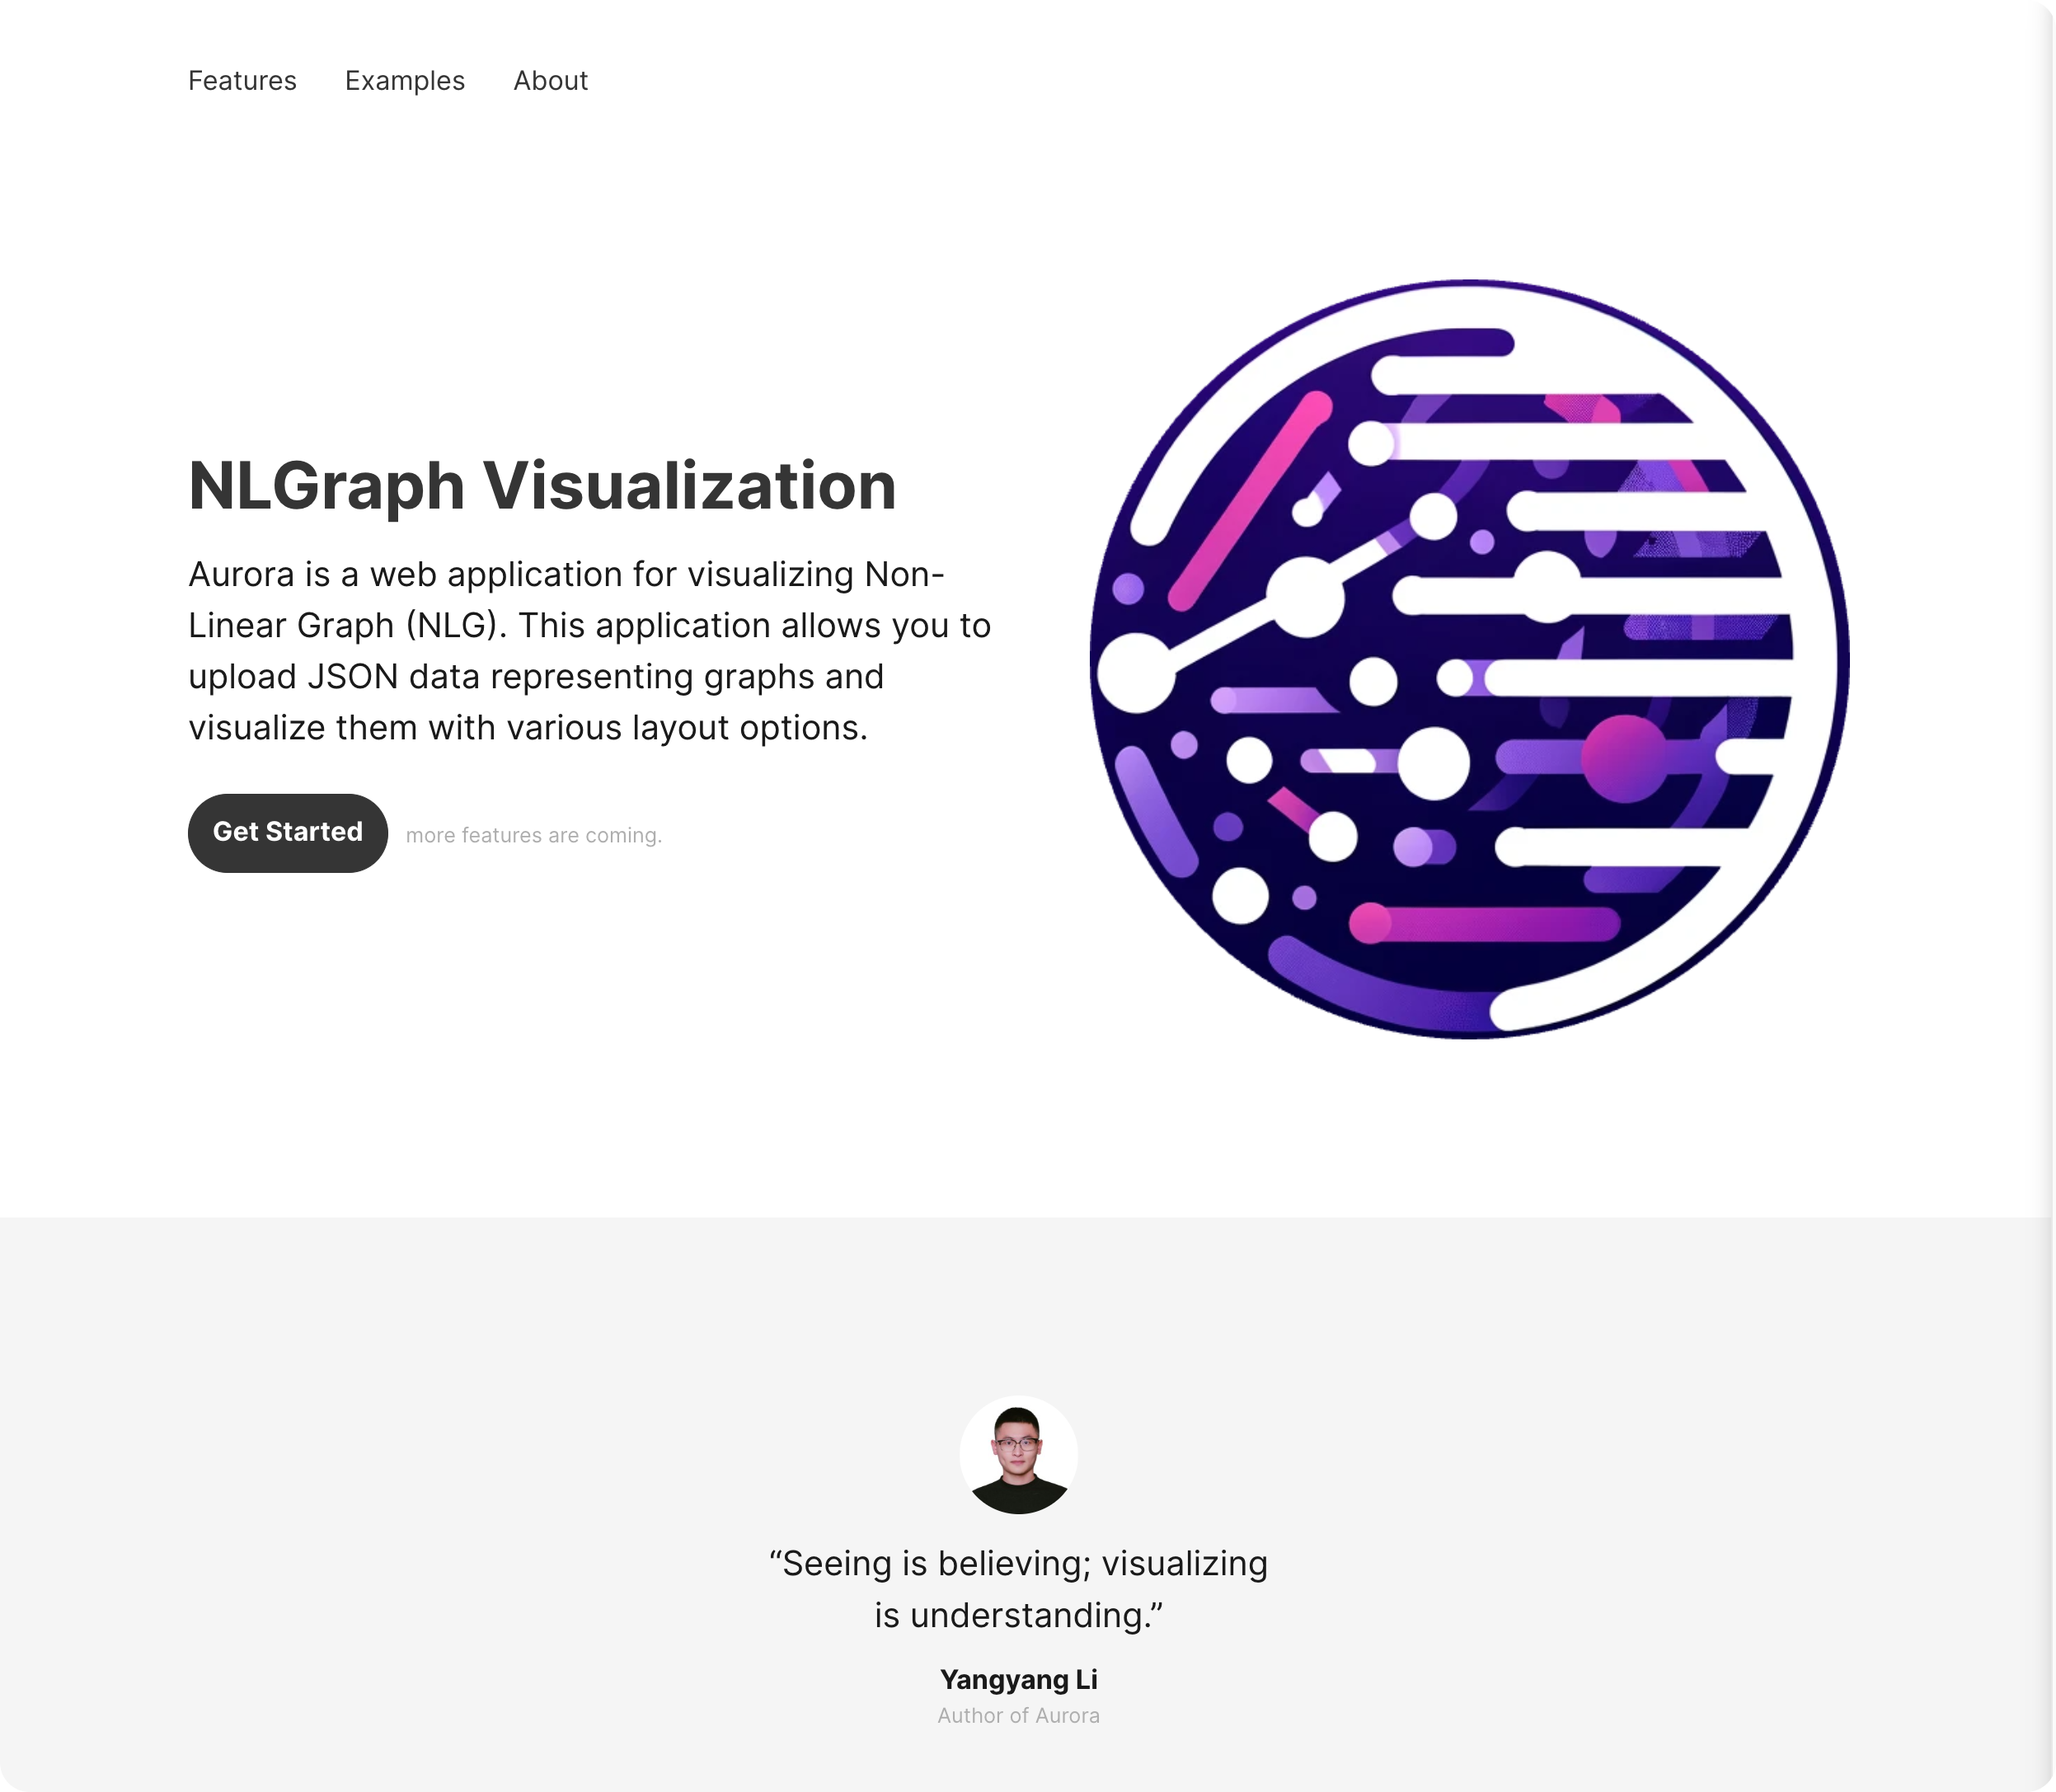 Features Examples About
NLGraph Visualization
Aurora is a web application for visualizing Non-
Linear Graph (NLG). This application allows you to
upload JSON data representing graphs and
visualize them with various layout options.
Get Started more features are coming.
“Seeing is believing; visualizing
is understanding.”
Yangyang Li
Author of Aurora